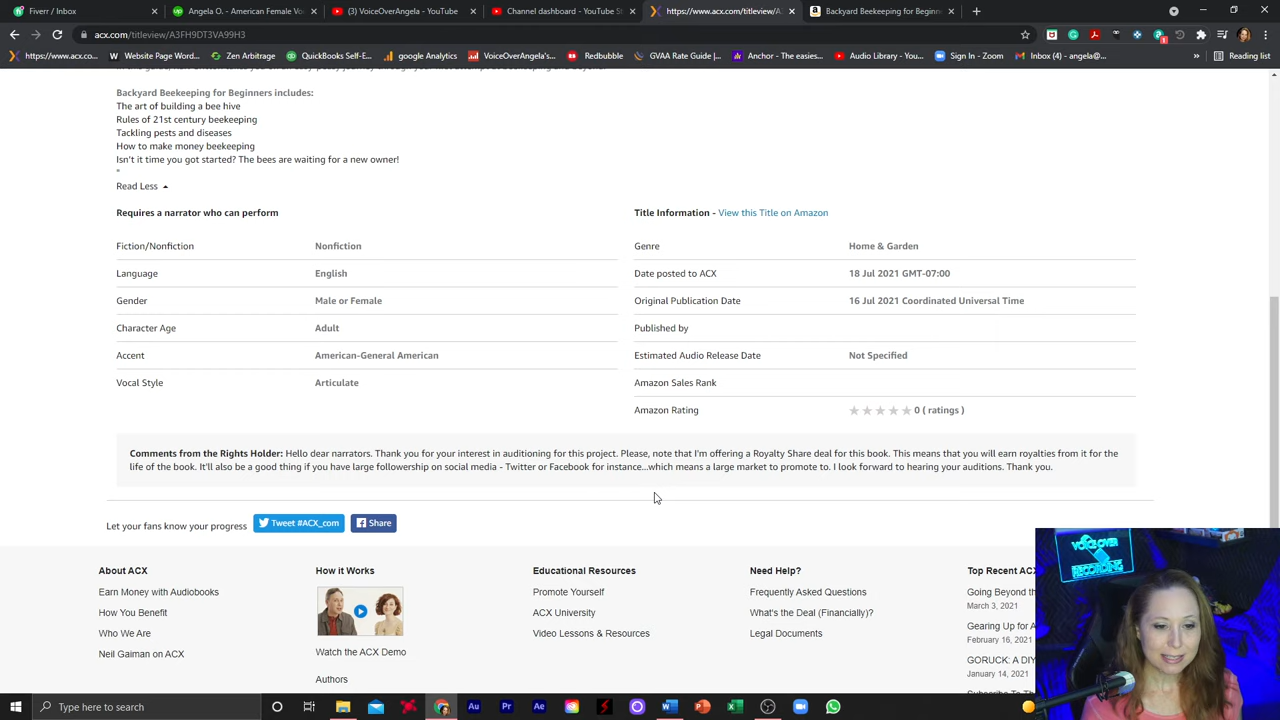 Fiverr / Inbox
Angela O. - American Female V
(3) VoiceOverAngela - YouTube
Channel dashboard - YouTube St
https://www.acx.com/titleview/A
Backyard Beekeeping for Beginne
acx.com/titleview/A3FH9DT3VA99H3
https://www.acx.co...
Website Page Word...
Zen Arbitrage
QuickBooks Self-E...
google Analytics
VoiceOverAngela's...
Redbubble
GVAA Rate Guide |...
Anchor - The easies...
Audio Library - You...
Sign In - Zoom
Inbox (4) - angela@...
Reading list
Backyard Beekeeping for Beginners includes:
The art of building a bee hive
Rules of 21st century beekeeping
Tackling pests and diseases
How to make money beekeeping
Isn't it time you got started? The bees are waiting for a new owner!
"
Read Less
Requires a narrator who can perform
Fiction/Nonfiction Nonfiction
Language English
Gender Male or Female
Character Age Adult
Accent American-General American
Vocal Style Articulate
Title Information - View this Title on Amazon
Genre Home & Garden
Date posted to ACX 18 Jul 2021 GMT-07:00
Original Publication Date 16 Jul 2021 Coordinated Universal Time
Published by
Estimated Audio Release Date Not Specified
Amazon Sales Rank
Amazon Rating 0 ( ratings )
Comments from the Rights Holder: Hello dear narrators. Thank you for your interest in auditioning for this project. Please, note that I'm offering a Royalty Share deal for this book. This means that you will earn royalties from it for the
life of the book. It'll also be a good thing if you have large followership on social media - Twitter or Facebook for instance...which means a large market to promote to. I look forward to hearing your auditions. Thank you.
Let your fans know your progress
Tweet #ACX_com
Share
About ACX
Earn Money with Audiobooks
How You Benefit
Who We Are
Neil Gaiman on ACX
How it Works
Watch the ACX Demo
Authors
Educational Resources
Promote Yourself
ACX University
Video Lessons & Resources
Need Help?
Frequently Asked Questions
What's the Deal (Financially)?
Legal Documents
Top Recent ACX
Going Beyond th
March 3, 2021
Gearing Up for A
February 16, 2021
GORUCK: A DIY
January 14, 2021
VOICEOVER
RECORDING
Type here to search